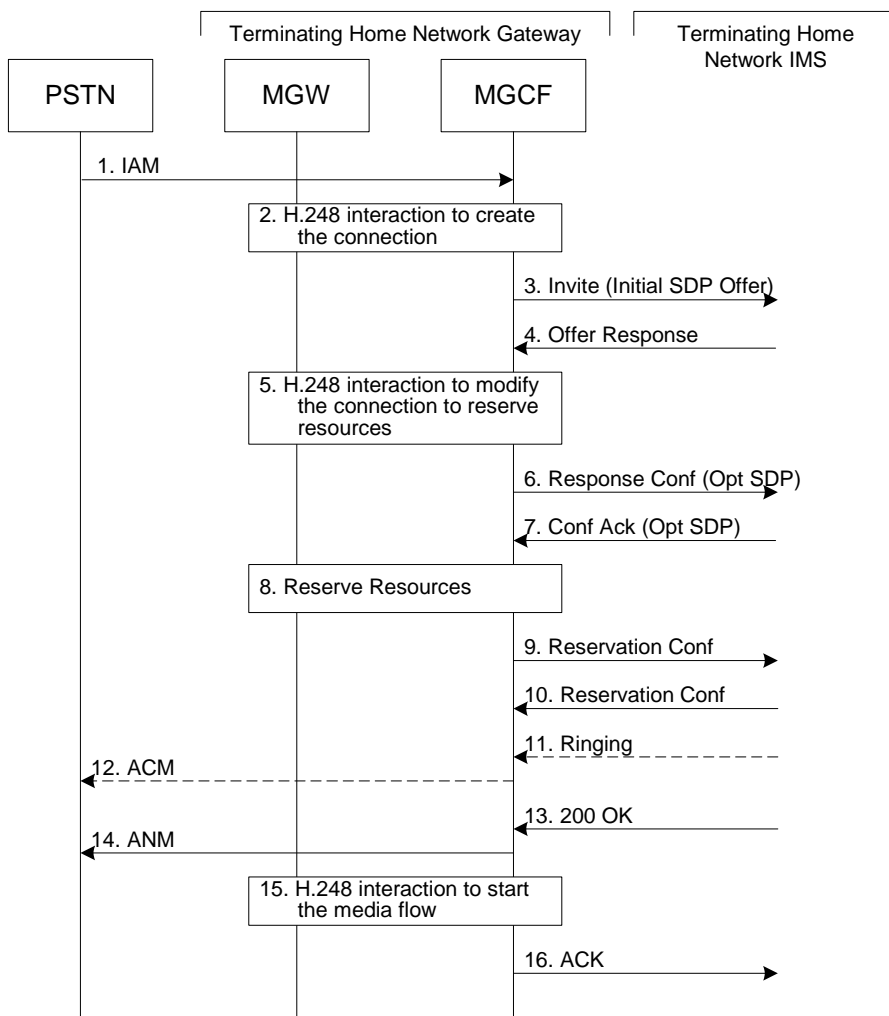 Terminating Home Network Gateway
Terminating Home
Network IMS
PSTN
MGW
MGCF
1. IAM
2. H.248 interaction to create
the connection
3. Invite (Initial SDP Offer)
4. Offer Response
5. H.248 interaction to modify
the connection to reserve
resources
6. Response Conf (Opt SDP)
7. Conf Ack (Opt SDP)
8. Reserve Resources
9. Reservation Conf
10. Reservation Conf
11. Ringing
12. ACM
13. 200 OK
14. ANM
15. H.248 interaction to start
the media flow
16. ACK